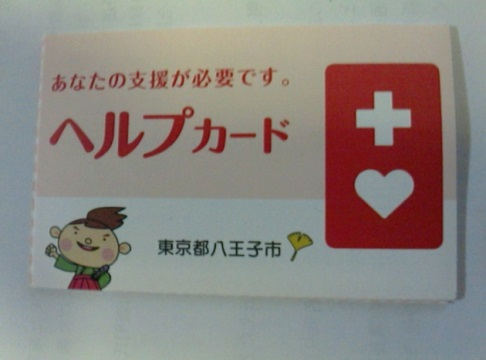 あなたの支援が必要です。
ヘルプカード
東京都八王子市